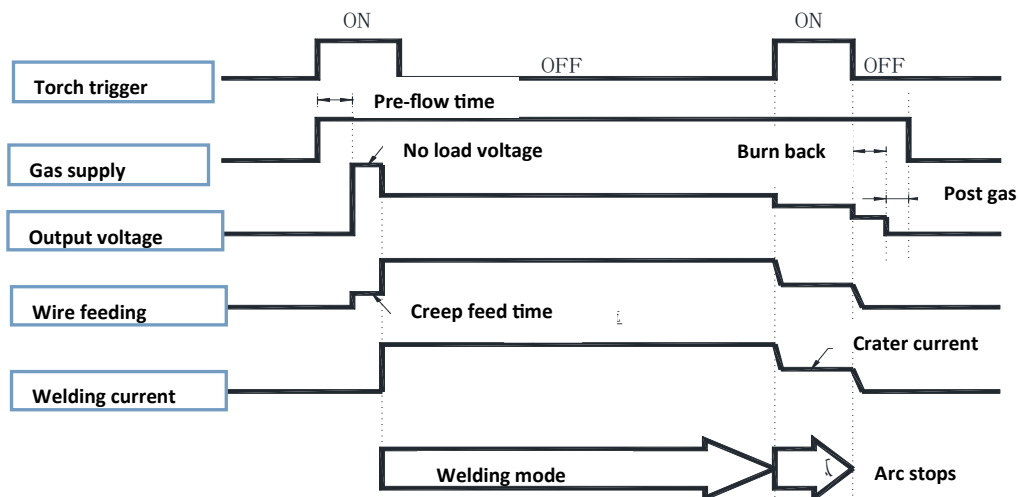 ON
ON
OFF
OFF
Torch trigger
Pre-flow time
No load voltage
Burn back
Gas supply
Post gas
Output voltage
Wire feeding
Creep feed time
Crater current
Welding current
Welding mode
Arc stops